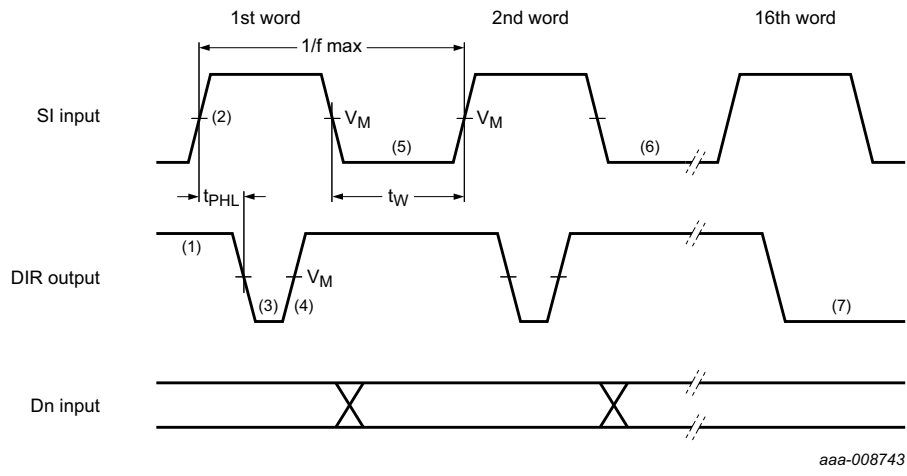 1st word 2nd word 16th word
1/f max
SI input (2) V_M V_M
(5) (6)
t_PHL t_W
(1)
DIR output V_M
(3) (4) (7)
Dn input
aaa-008743